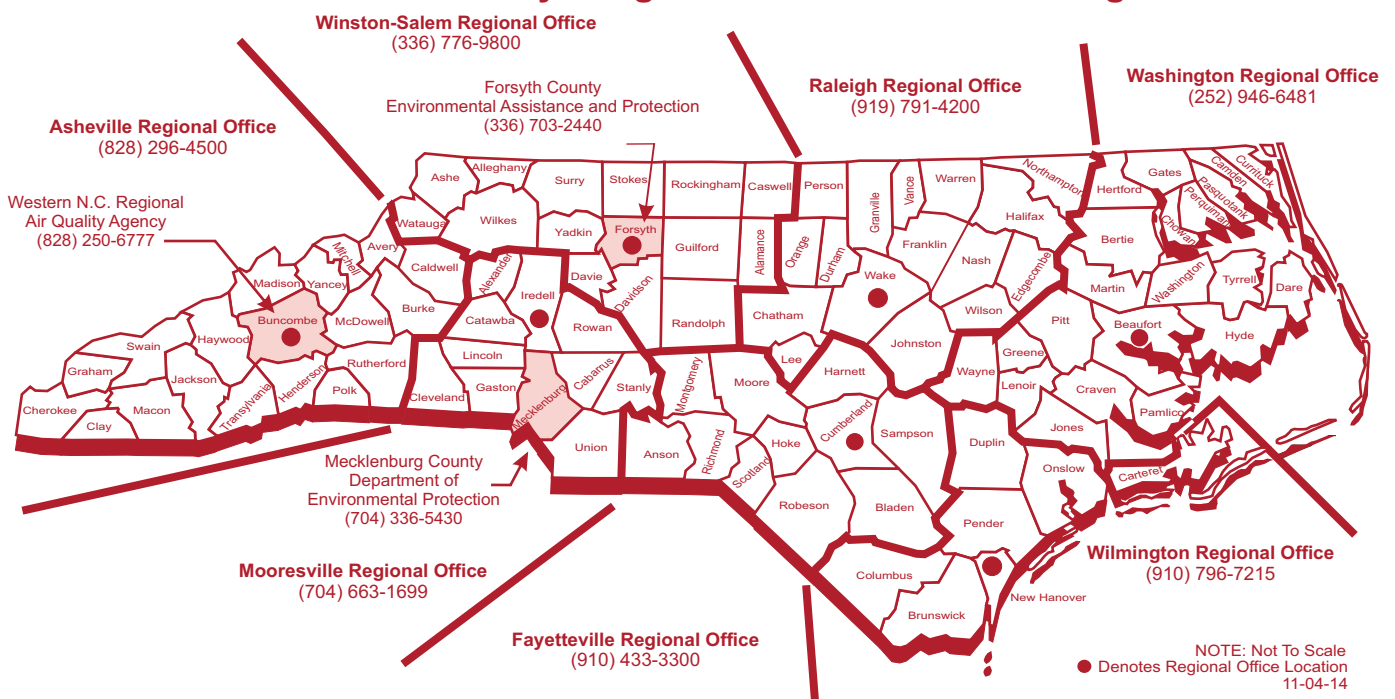 Winston-Salem Regional Office
(336) 776-9800
Forsyth County
Environmental Assistance and Protection
(336) 703-2440
Raleigh Regional Office
(919) 791-4200
Washington Regional Office
(252) 946-6481
Asheville Regional Office
(828) 296-4500
Western N.C. Regional
Air Quality Agency
(828) 250-6777
Ashe
Alleghany
Surry
Stokes
Rockingham
Caswell
Person
Granville
Vance
Warren
Northampton
Hertford
Gates
Camden
Currituck
Pasquotank
Perquiman
Chowan
Watauga
Wilkes
Yadkin
Forsyth
Guilford
Alamance
Orange
Durham
Franklin
Halifax
Bertie
Mitchell
Avery
Caldwell
Alexander
Iredell
Davie
Davidson
Wake
Nash
Edgecombe
Martin
Washington
Tyrrell
Dare
Madison
Yancey
Burke
Catawba
Rowan
Randolph
Chatham
Wilson
Pitt
Beaufort
Hyde
Buncombe
McDowell
Swain
Haywood
Lincoln
Lee
Johnston
Greene
Graham
Jackson
Rutherford
Cleveland
Gaston
Mecklenburg
Cabarrus
Stanly
Montgomery
Moore
Harnett
Wayne
Lenoir
Craven
Pamlico
Cherokee
Macon
Clay
Transylvania
Henderson
Polk
Union
Anson
Richmond
Scotland
Hoke
Cumberland
Sampson
Duplin
Jones
Onslow
Carteret
Robeson
Bladen
Pender
Columbus
Brunswick
New Hanover
Mecklenburg County
Department of
Environmental Protection
(704) 336-5430
Mooresville Regional Office
(704) 663-1699
Fayetteville Regional Office
(910) 433-3300
Wilmington Regional Office
(910) 796-7215
NOTE: Not To Scale
Denotes Regional Office Location
11-04-14